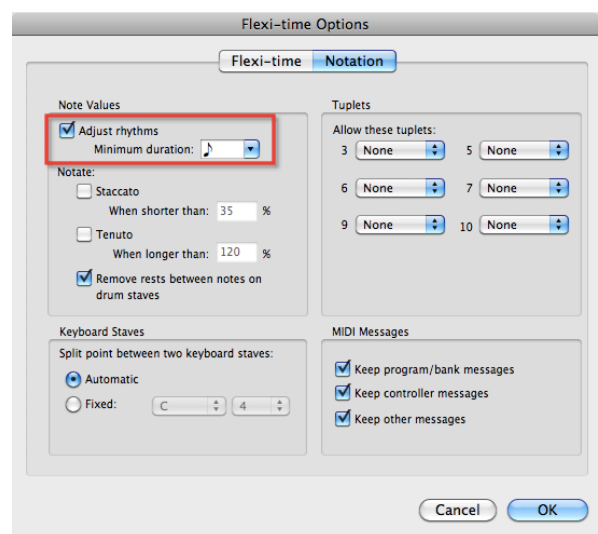 Flexi-time Options
Flexi-time Notation
Note Values
Adjust rhythms
Minimum duration:
Notate:
Staccato
When shorter than: 35 %
Tenuto
When longer than: 120 %
Remove rests between notes on
drum staves
Tuplets
Allow these tuplets:
3 None 5 None
6 None 7 None
9 None 10 None
Keyboard Staves
Split point between two keyboard staves:
Automatic
Fixed: C 4
MIDI Messages
Keep program/bank messages
Keep controller messages
Keep other messages
Cancel OK